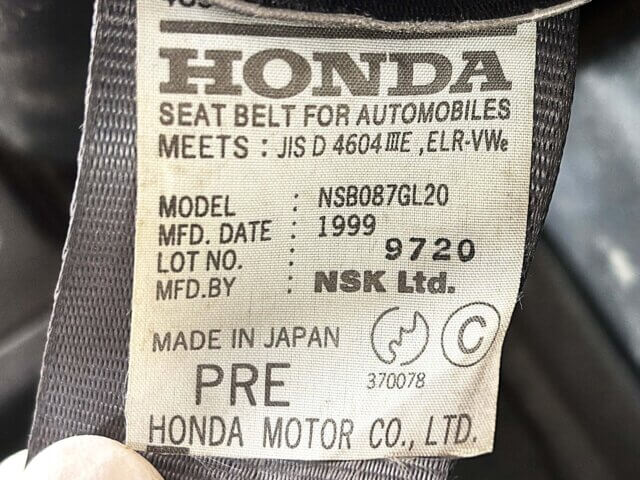 HONDA
SEAT BELT FOR AUTOMOBILES
MEETS : JIS D 4604 IIIE , ELR-VWe
MODEL : NSB087GL20
MFD. DATE : 1999
LOT NO. : 9720
MFD.BY : NSK Ltd.
MADE IN JAPAN
C
PRE 370078
HONDA MOTOR CO., LTD.